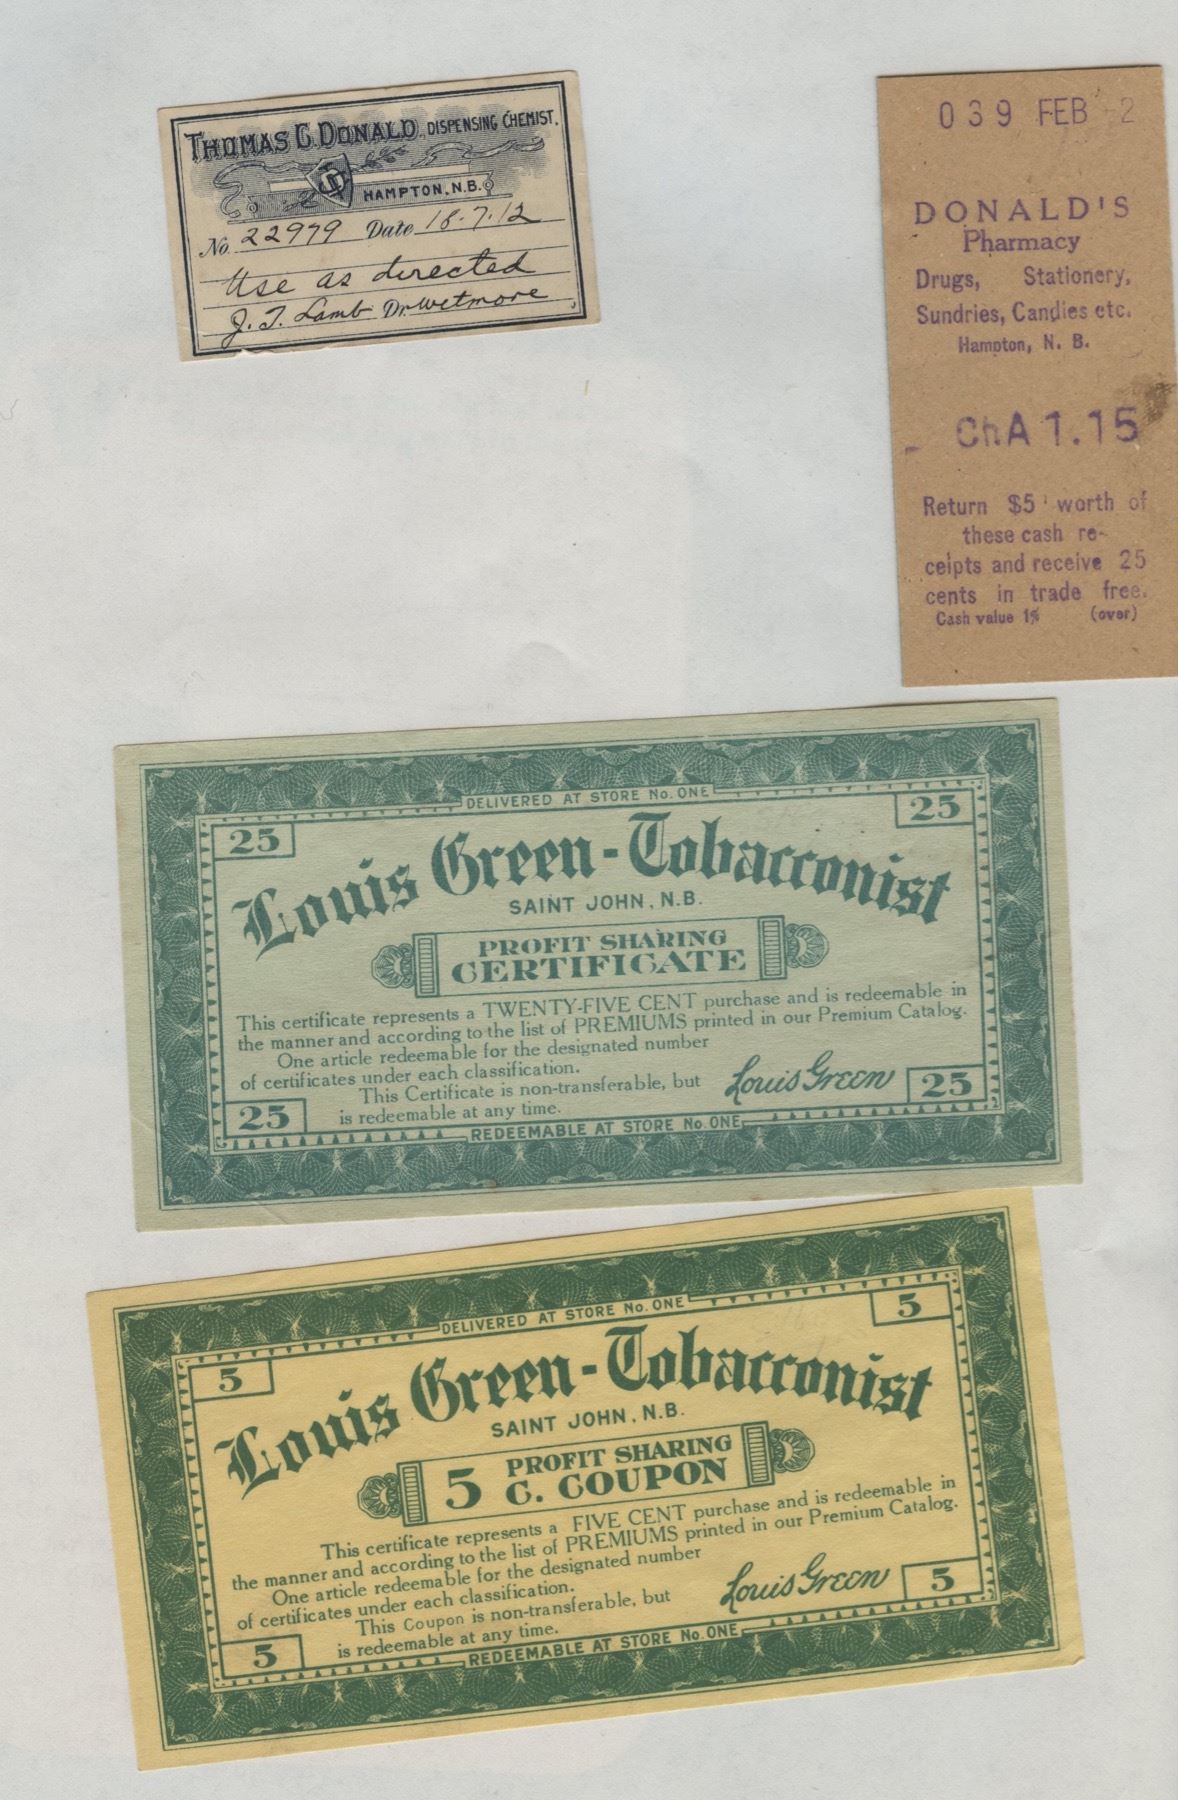 THOMAS G. DONALD, DISPENSING CHEMIST,
HAMPTON, N.B.
No. 22979 Date 18.7.12
Use as directed
J. T. Lamb Dr Wetmore
039 FEB -2
DONALD'S
Pharmacy
Drugs, Stationery,
Sundries, Candies etc.
Hampton, N. B.
ChA 1.15
Return $5 worth of
these cash re-
ceipts and receive 25
cents in trade free.
Cash value 1% (over)
DELIVERED AT STORE No. ONE
25 25
Louis Green-Tobacconist
SAINT JOHN, N.B.
PROFIT SHARING
CERTIFICATE
This certificate represents a TWENTY-FIVE CENT purchase and is redeemable in
the manner and according to the list of PREMIUMS printed in our Premium Catalog.
One article redeemable for the designated number
of certificates under each classification.
This Certificate is non-transferable, but
is redeemable at any time.
Louis Green
25 25
REDEEMABLE AT STORE No. ONE
DELIVERED AT STORE No. ONE
5 5
Louis Green-Tobacconist
SAINT JOHN, N.B.
5 PROFIT SHARING
C. COUPON
This certificate represents a FIVE CENT purchase and is redeemable in
the manner and according to the list of PREMIUMS printed in our Premium Catalog.
One article redeemable for the designated number
of certificates under each classification.
This Coupon is non-transferable, but
is redeemable at any time.
Louis Green
5 5
REDEEMABLE AT STORE No. ONE